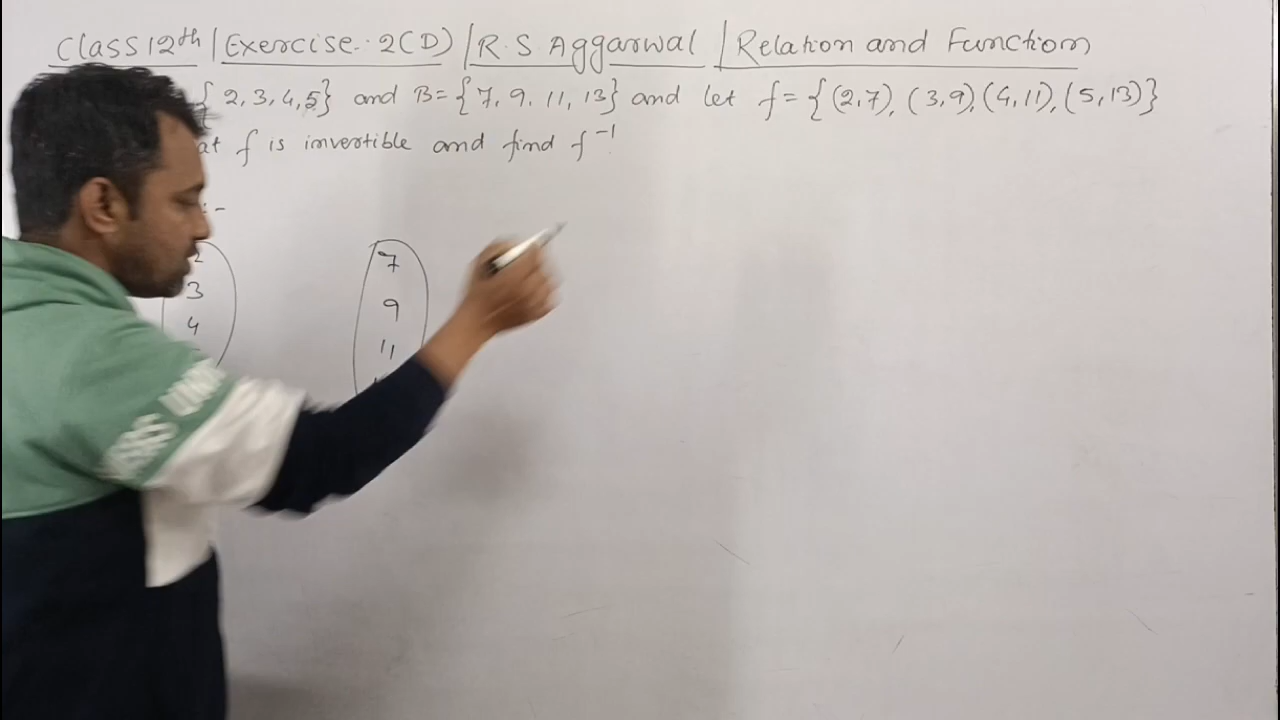 Class 12th | Exercise. 2(D) | R. S Aggarwal | Relation and Function
{ 2, 3, 4, 5} and B = {7, 9, 11, 13} and let f = { (2,7), (3,9), (4,11), (5,13)}
at f is invertible and find f⁻¹
:-
2 7
3 9
4 11